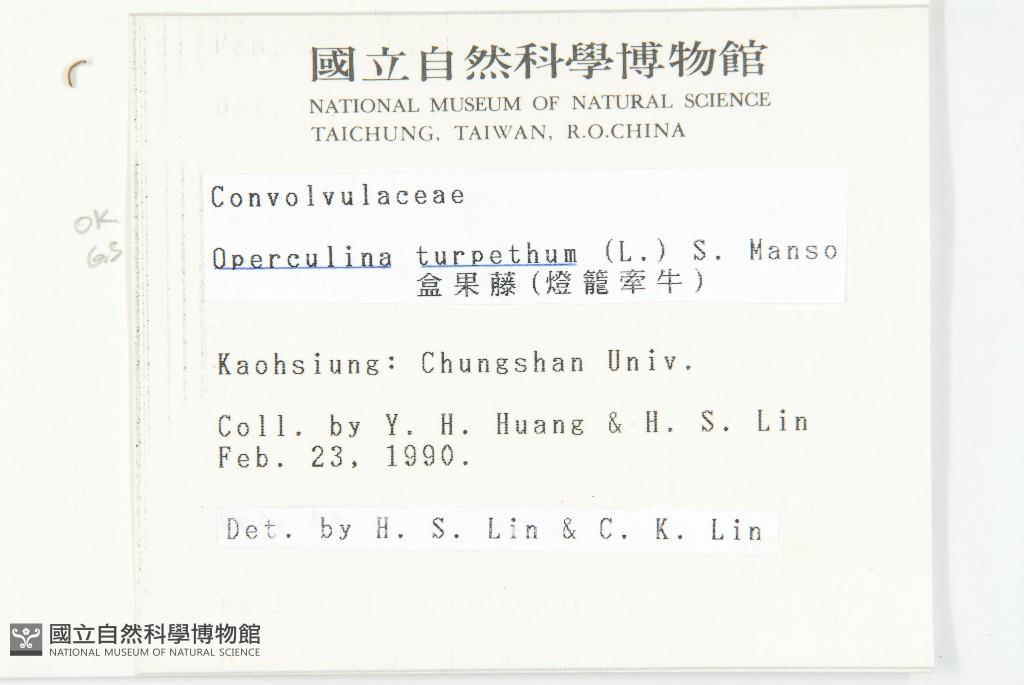 國立自然科學博物館
NATIONAL MUSEUM OF NATURAL SCIENCE
TAICHUNG, TAIWAN, R.O.CHINA
Convolvulaceae
Operculina turpethum (L.) S. Manso
盒果藤(燈籠牽牛)
OK
G.S
Kaohsiung: Chungshan Univ.
Coll. by Y. H. Huang & H. S. Lin
Feb. 23, 1990.
Det. by H. S. Lin & C. K. Lin
國立自然科學博物館
NATIONAL MUSEUM OF NATURAL SCIENCE